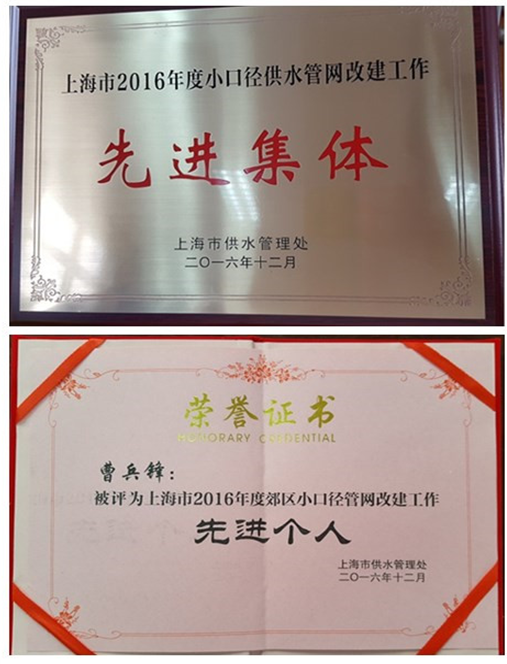 上海市2016年度小口径供水管网改建工作
先进集体
上海市供水管理处
二〇一六年十二月
荣誉证书
HONORARY CREDENTIAL
曹兵锋：
被评为上海市2016年度郊区小口径管网改建工作
先进个人
上海市供水管理处
二〇一六年十二月